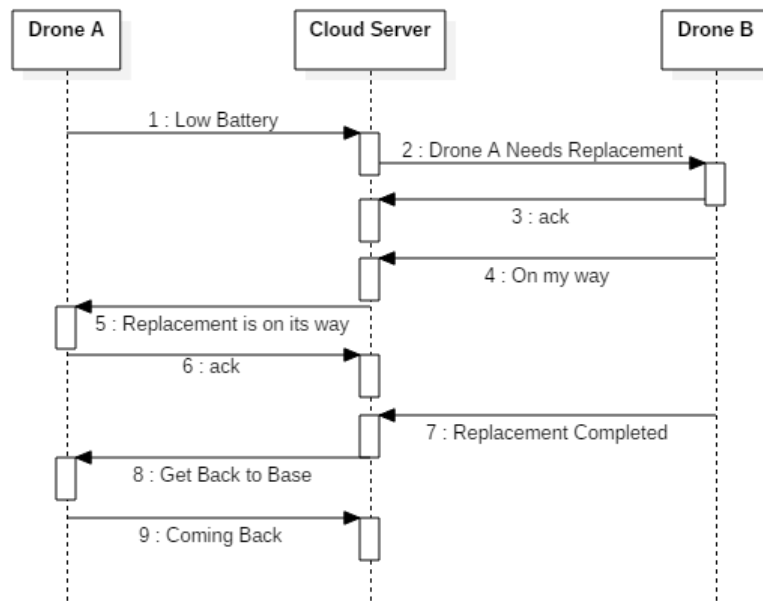 Drone A
Cloud Server
Drone B
1 : Low Battery
2 : Drone A Needs Replacement
3 : ack
4 : On my way
5 : Replacement is on its way
6 : ack
7 : Replacement Completed
8 : Get Back to Base
9 : Coming Back